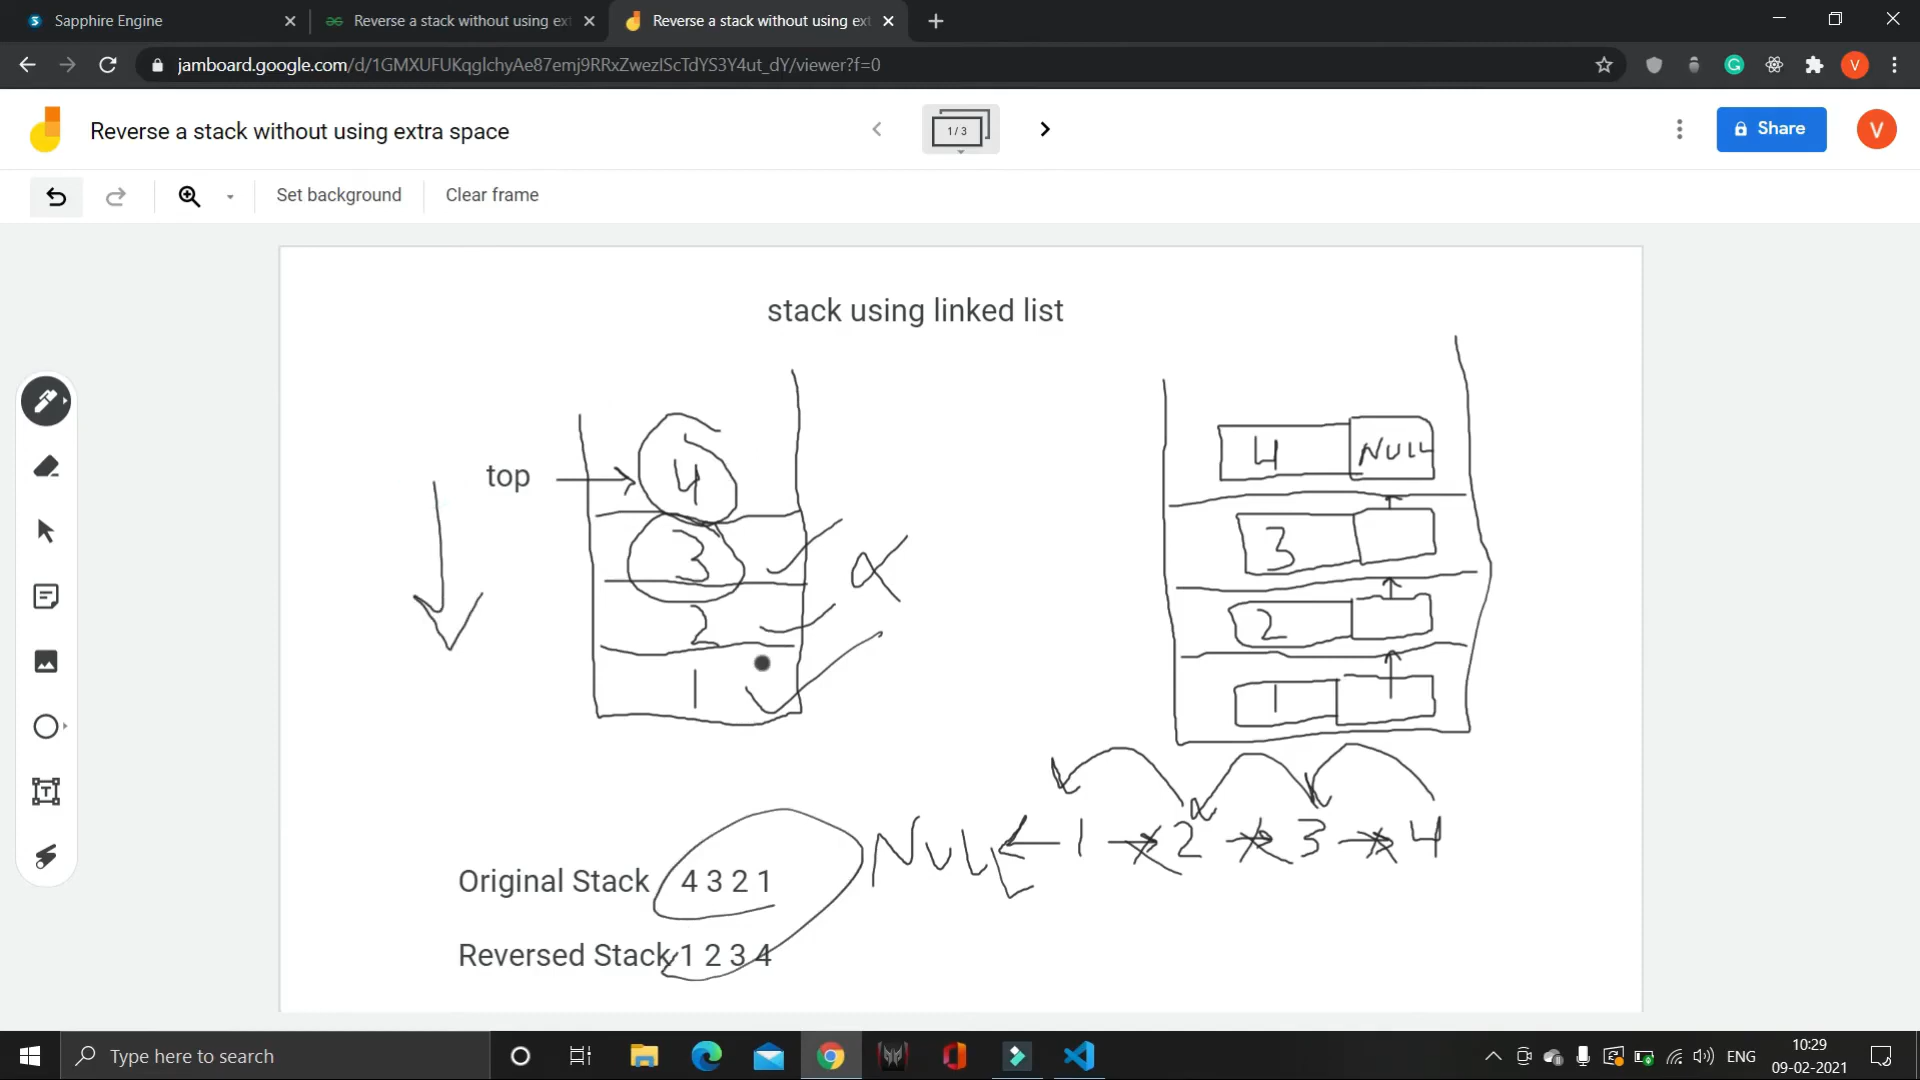 Sapphire Engine
Reverse a stack without using ext
Reverse a stack without using ext
jamboard.google.com/d/1GMXUFUKqglchyAe87emj9RRxZwezIScTdYS3Y4ut_dY/viewer?f=0
V
Reverse a stack without using extra space
1 / 3
Share
V
Set background
Clear frame
stack using linked list
top
4
3
2
1
4 NULL
3
2
1
NULL 1 2 3 4
Original Stack 4 3 2 1
Reversed Stack 1 2 3 4
Type here to search
ENG
10:29
09-02-2021